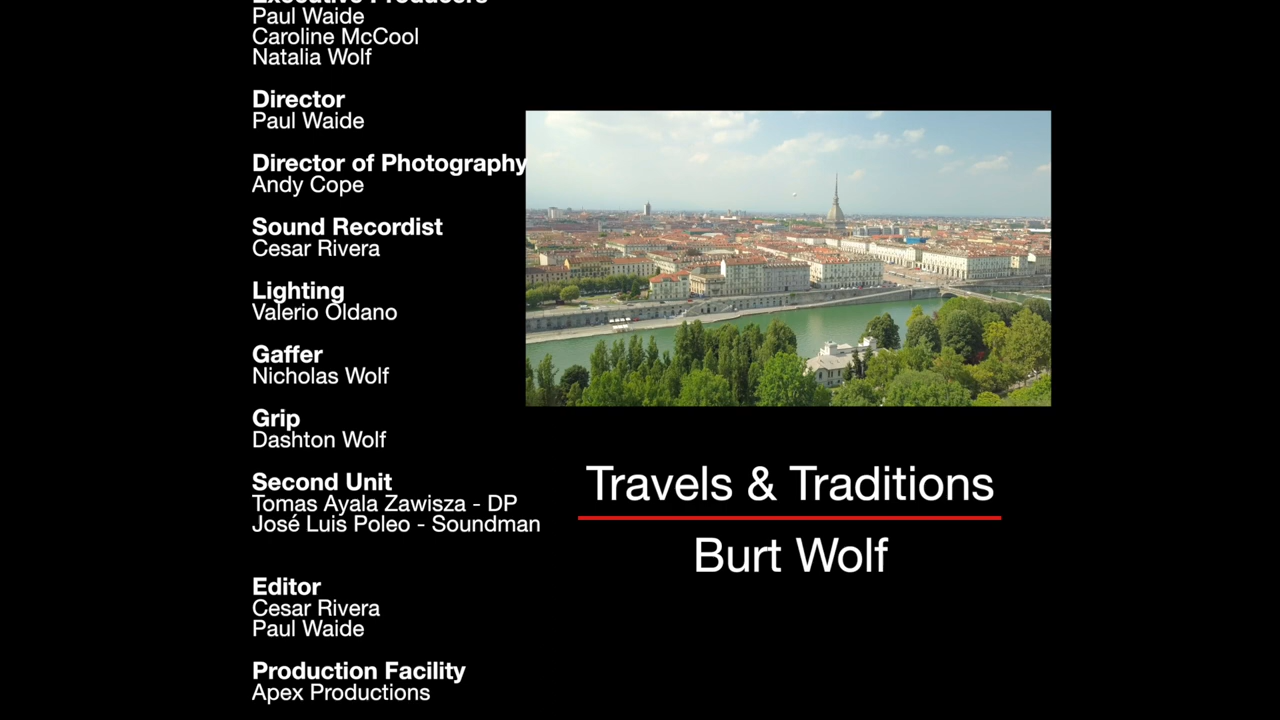 Executive Producers
Paul Waide
Caroline McCool
Natalia Wolf
Director
Paul Waide
Director of Photography
Andy Cope
Sound Recordist
Cesar Rivera
Lighting
Valerio Oldano
Gaffer
Nicholas Wolf
Grip
Dashton Wolf
Second Unit
Tomas Ayala Zawisza - DP
José Luis Poleo - Soundman
Editor
Cesar Rivera
Paul Waide
Production Facility
Apex Productions
Travels & Traditions
Burt Wolf